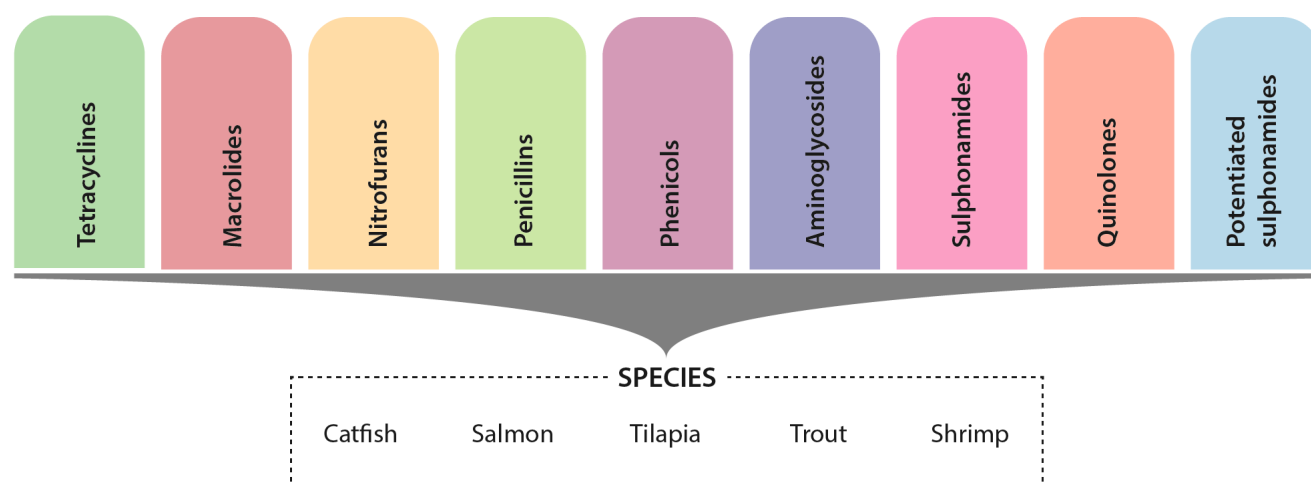 Tetracyclines
Macrolides
Nitrofurans
Penicillins
Phenicols
Aminoglycosides
Sulphonamides
Quinolones
Potentiated
sulphonamides
SPECIES
Catfish Salmon Tilapia Trout Shrimp